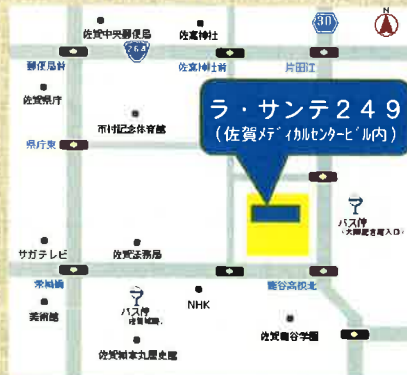 30
佐賀中央郵便局
佐嘉神社
264
郵便局前
佐嘉神社前
片田江
佐賀県庁
市村記念体育館
ラ・サンテ249
(佐賀メディカルセンタービル内)
県庁東
バス停
サガテレビ
佐賀法務局
龍谷高校北
美術館
バス停
NHK
佐賀龍谷学園
佐賀城本丸歴史館